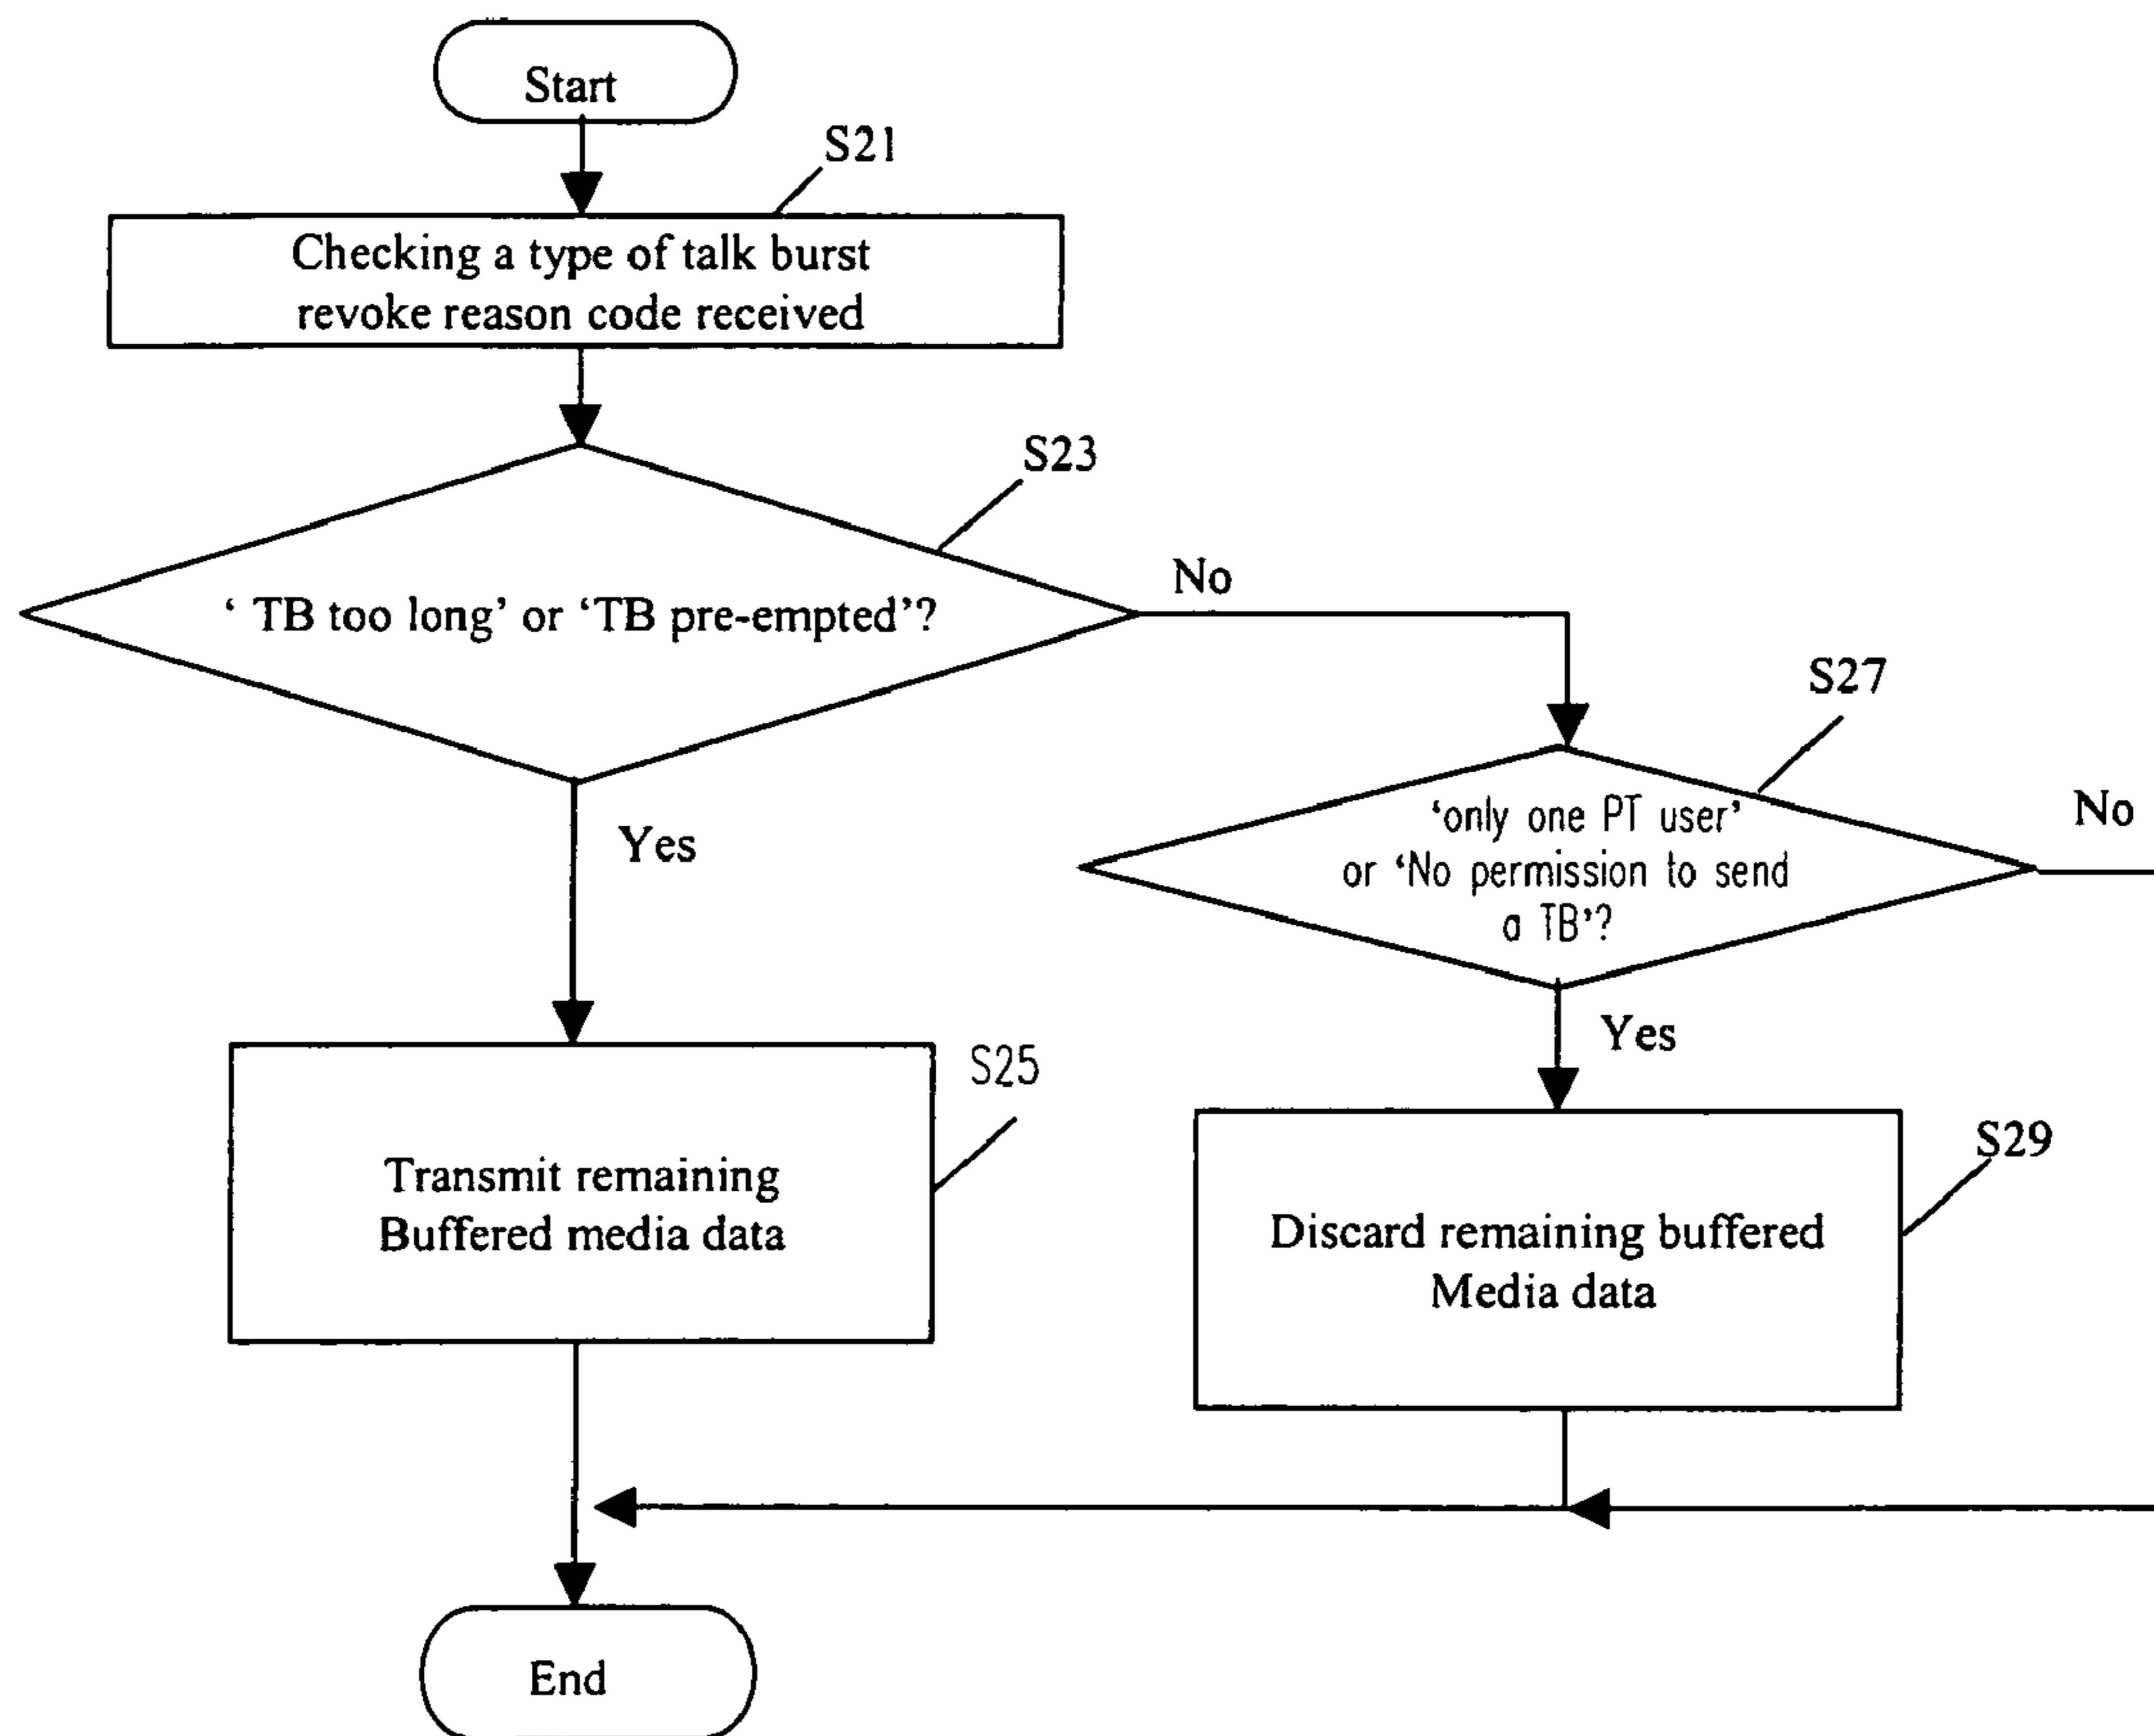 Start
S21
Checking a type of talk burst
revoke reason code received
S23
‘ TB too long’ or ‘TB pre-empted’?
No
S27
‘only one PT user’
or ‘No permission to send
a TB’?
No
Yes
Yes
S25
Transmit remaining
Buffered media data
S29
Discard remaining buffered
Media data
End